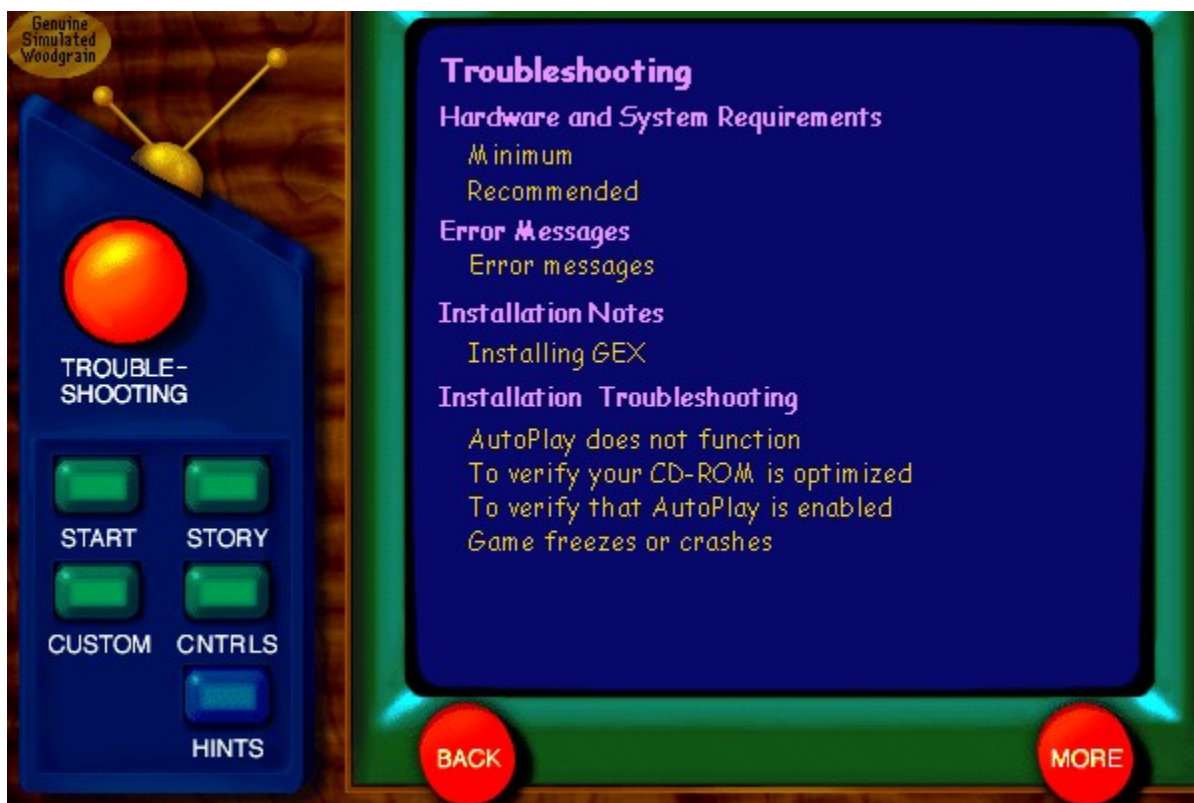 Genuine
Simulated
Woodgrain
TROUBLE-
SHOOTING
START
STORY
CUSTOM
CNTRLS
HINTS
Troubleshooting
Hardware and System Requirements
Minimum
Recommended
Error Messages
Error messages
Installation Notes
Installing GEX
Installation Troubleshooting
AutoPlay does not function
To verify your CD-ROM is optimized
To verify that AutoPlay is enabled
Game freezes or crashes
BACK
MORE